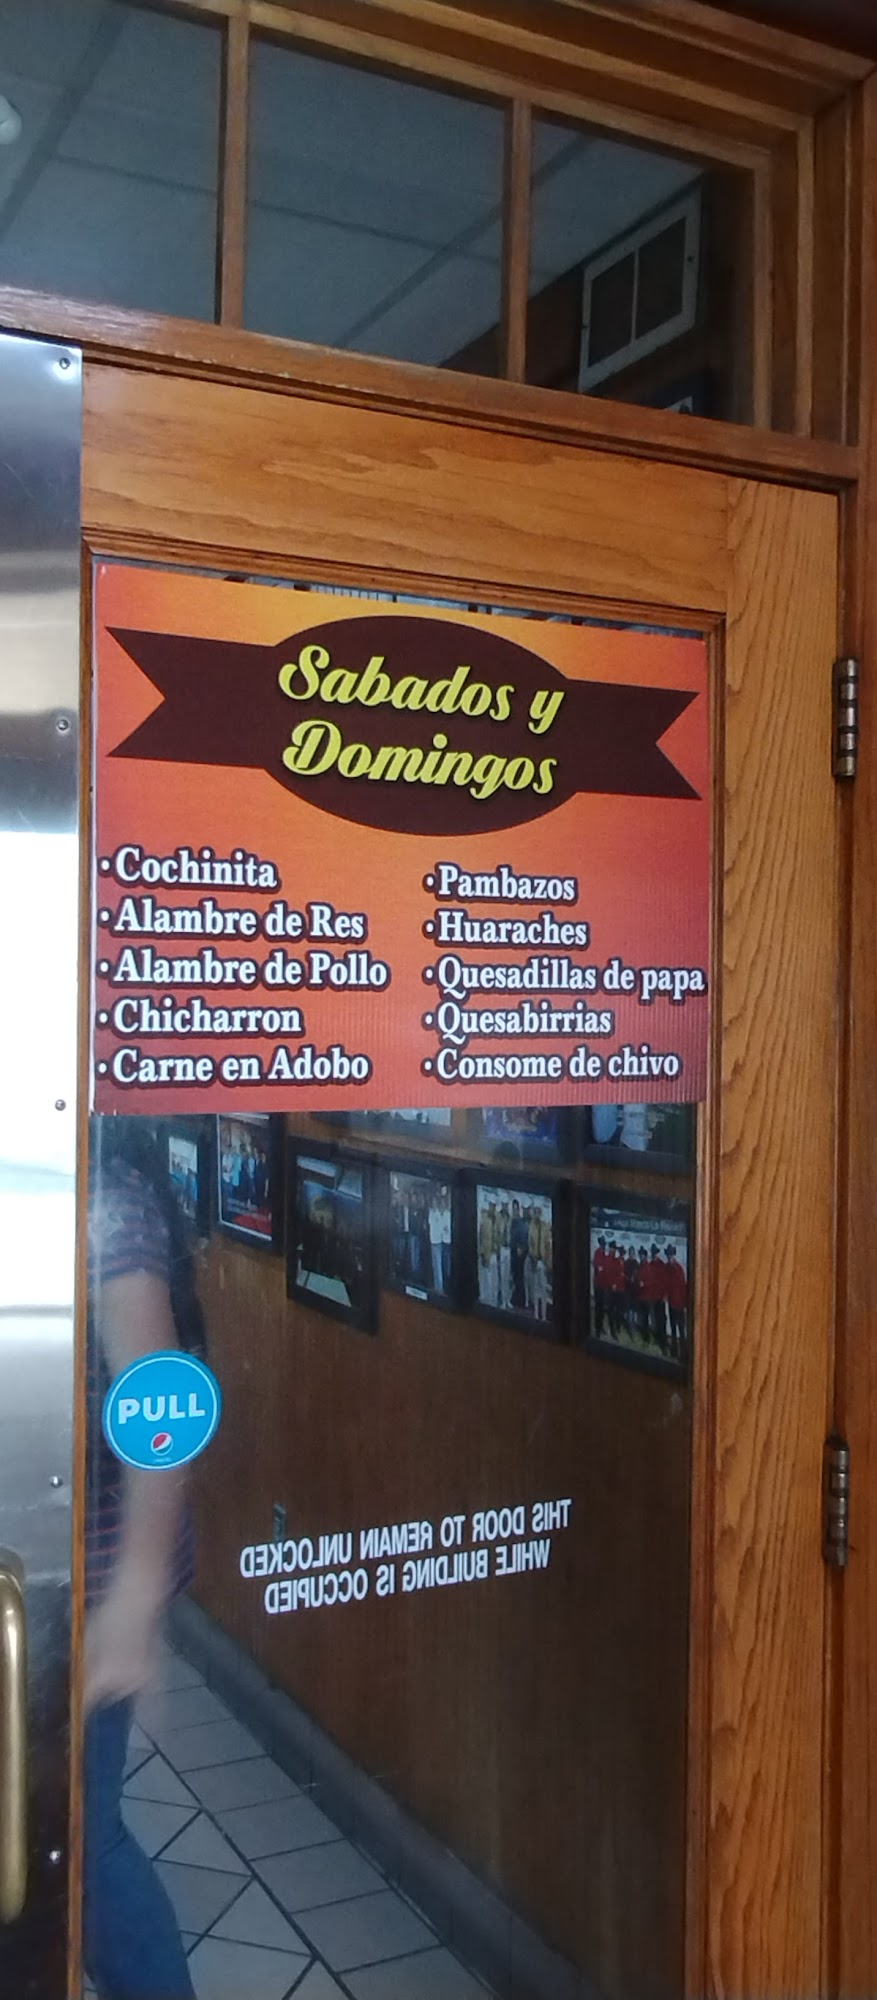 Sabados y
Domingos
·Cochinita
·Alambre de Res
·Alambre de Pollo
·Chicharron
·Carne en Adobo
·Pambazos
·Huaraches
·Quesadillas de papa
·Quesabirrias
·Consome de chivo
PULL
THIS DOOR TO REMAIN UNLOCKED
WHILE BUILDING IS OCCUPIED